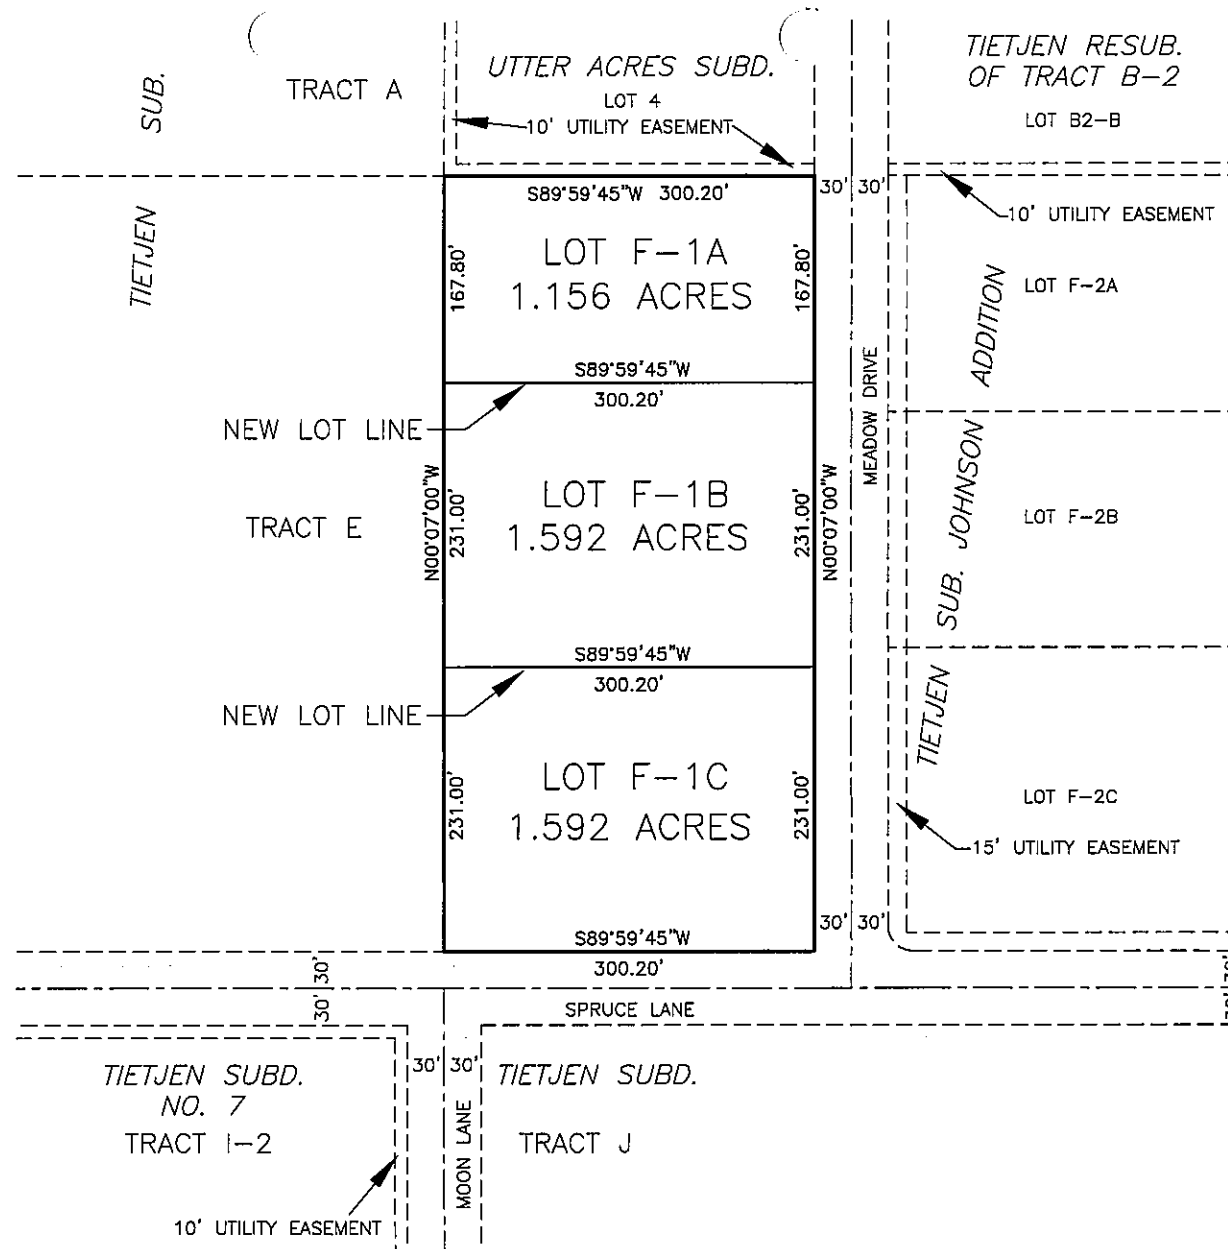 UTTER ACRES SUBD.
LOT 4
10' UTILITY EASEMENT
TIETJEN RESUB.
OF TRACT B-2
LOT B2-B
TRACT A
TIETJEN SUB.
S89°59'45"W 300.20'
30' 30'
10' UTILITY EASEMENT
LOT F-1A
1.156 ACRES
167.80'
167.80'
LOT F-2A
S89°59'45"W
300.20'
NEW LOT LINE
MEADOW DRIVE
TIETJEN SUB. JOHNSON ADDITION
TRACT E
N00°07'00"W
231.00'
LOT F-1B
1.592 ACRES
231.00'
N00°07'00"W
LOT F-2B
S89°59'45"W
300.20'
NEW LOT LINE
231.00'
LOT F-1C
1.592 ACRES
231.00'
LOT F-2C
15' UTILITY EASEMENT
30' 30'
S89°59'45"W
300.20'
30'
30'
SPRUCE LANE
30'
30'
TIETJEN SUBD.
NO. 7
TRACT I-2
30' 30'
MOON LANE
TIETJEN SUBD.
TRACT J
10' UTILITY EASEMENT